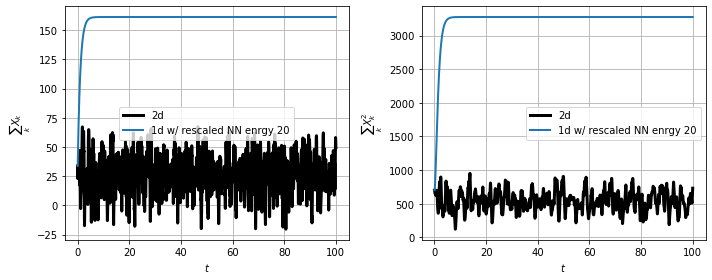 150
125
100
75
50
25
0
−25
∑ₖ Xₖ
2d
1d w/ rescaled NN enrgy 20
0 20 40 60 80 100
t
3000
2500
2000
1500
1000
500
0
∑ₖ Xₖ²
2d
1d w/ rescaled NN enrgy 20
0 20 40 60 80 100
t